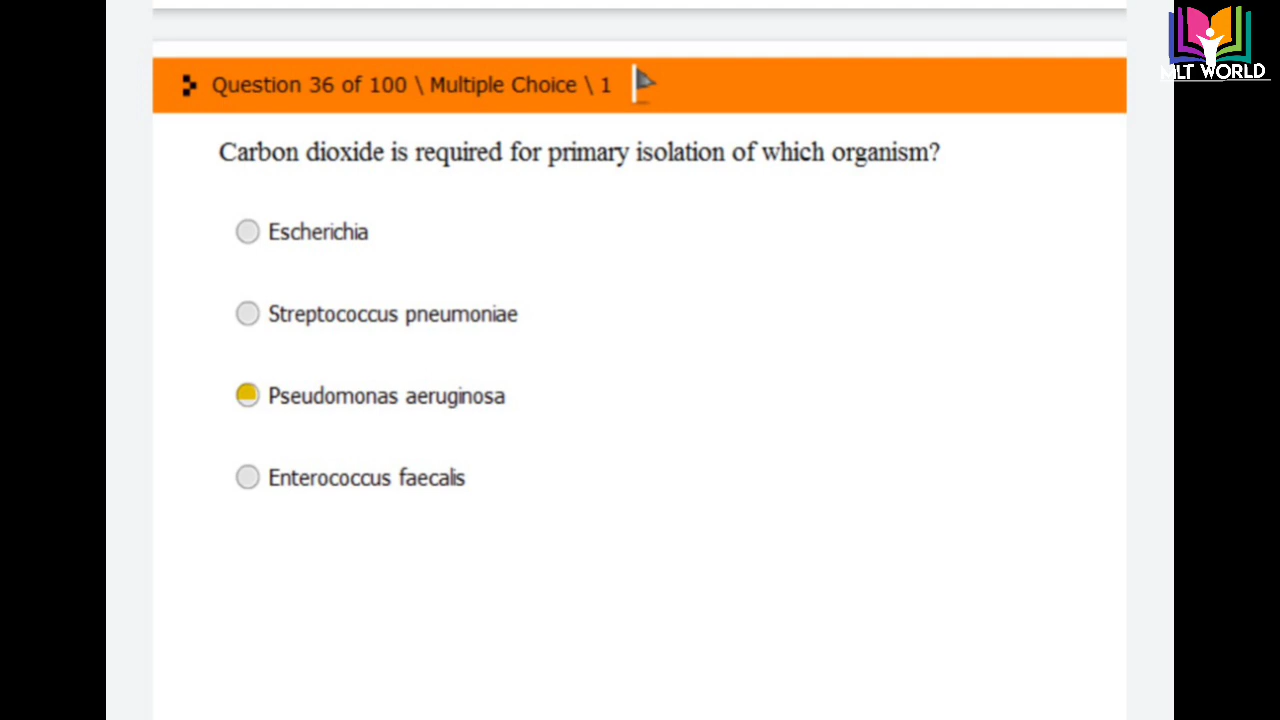 MLT WORLD
Question 36 of 100 \ Multiple Choice \ 1
Carbon dioxide is required for primary isolation of which organism?
Escherichia
Streptococcus pneumoniae
Pseudomonas aeruginosa
Enterococcus faecalis